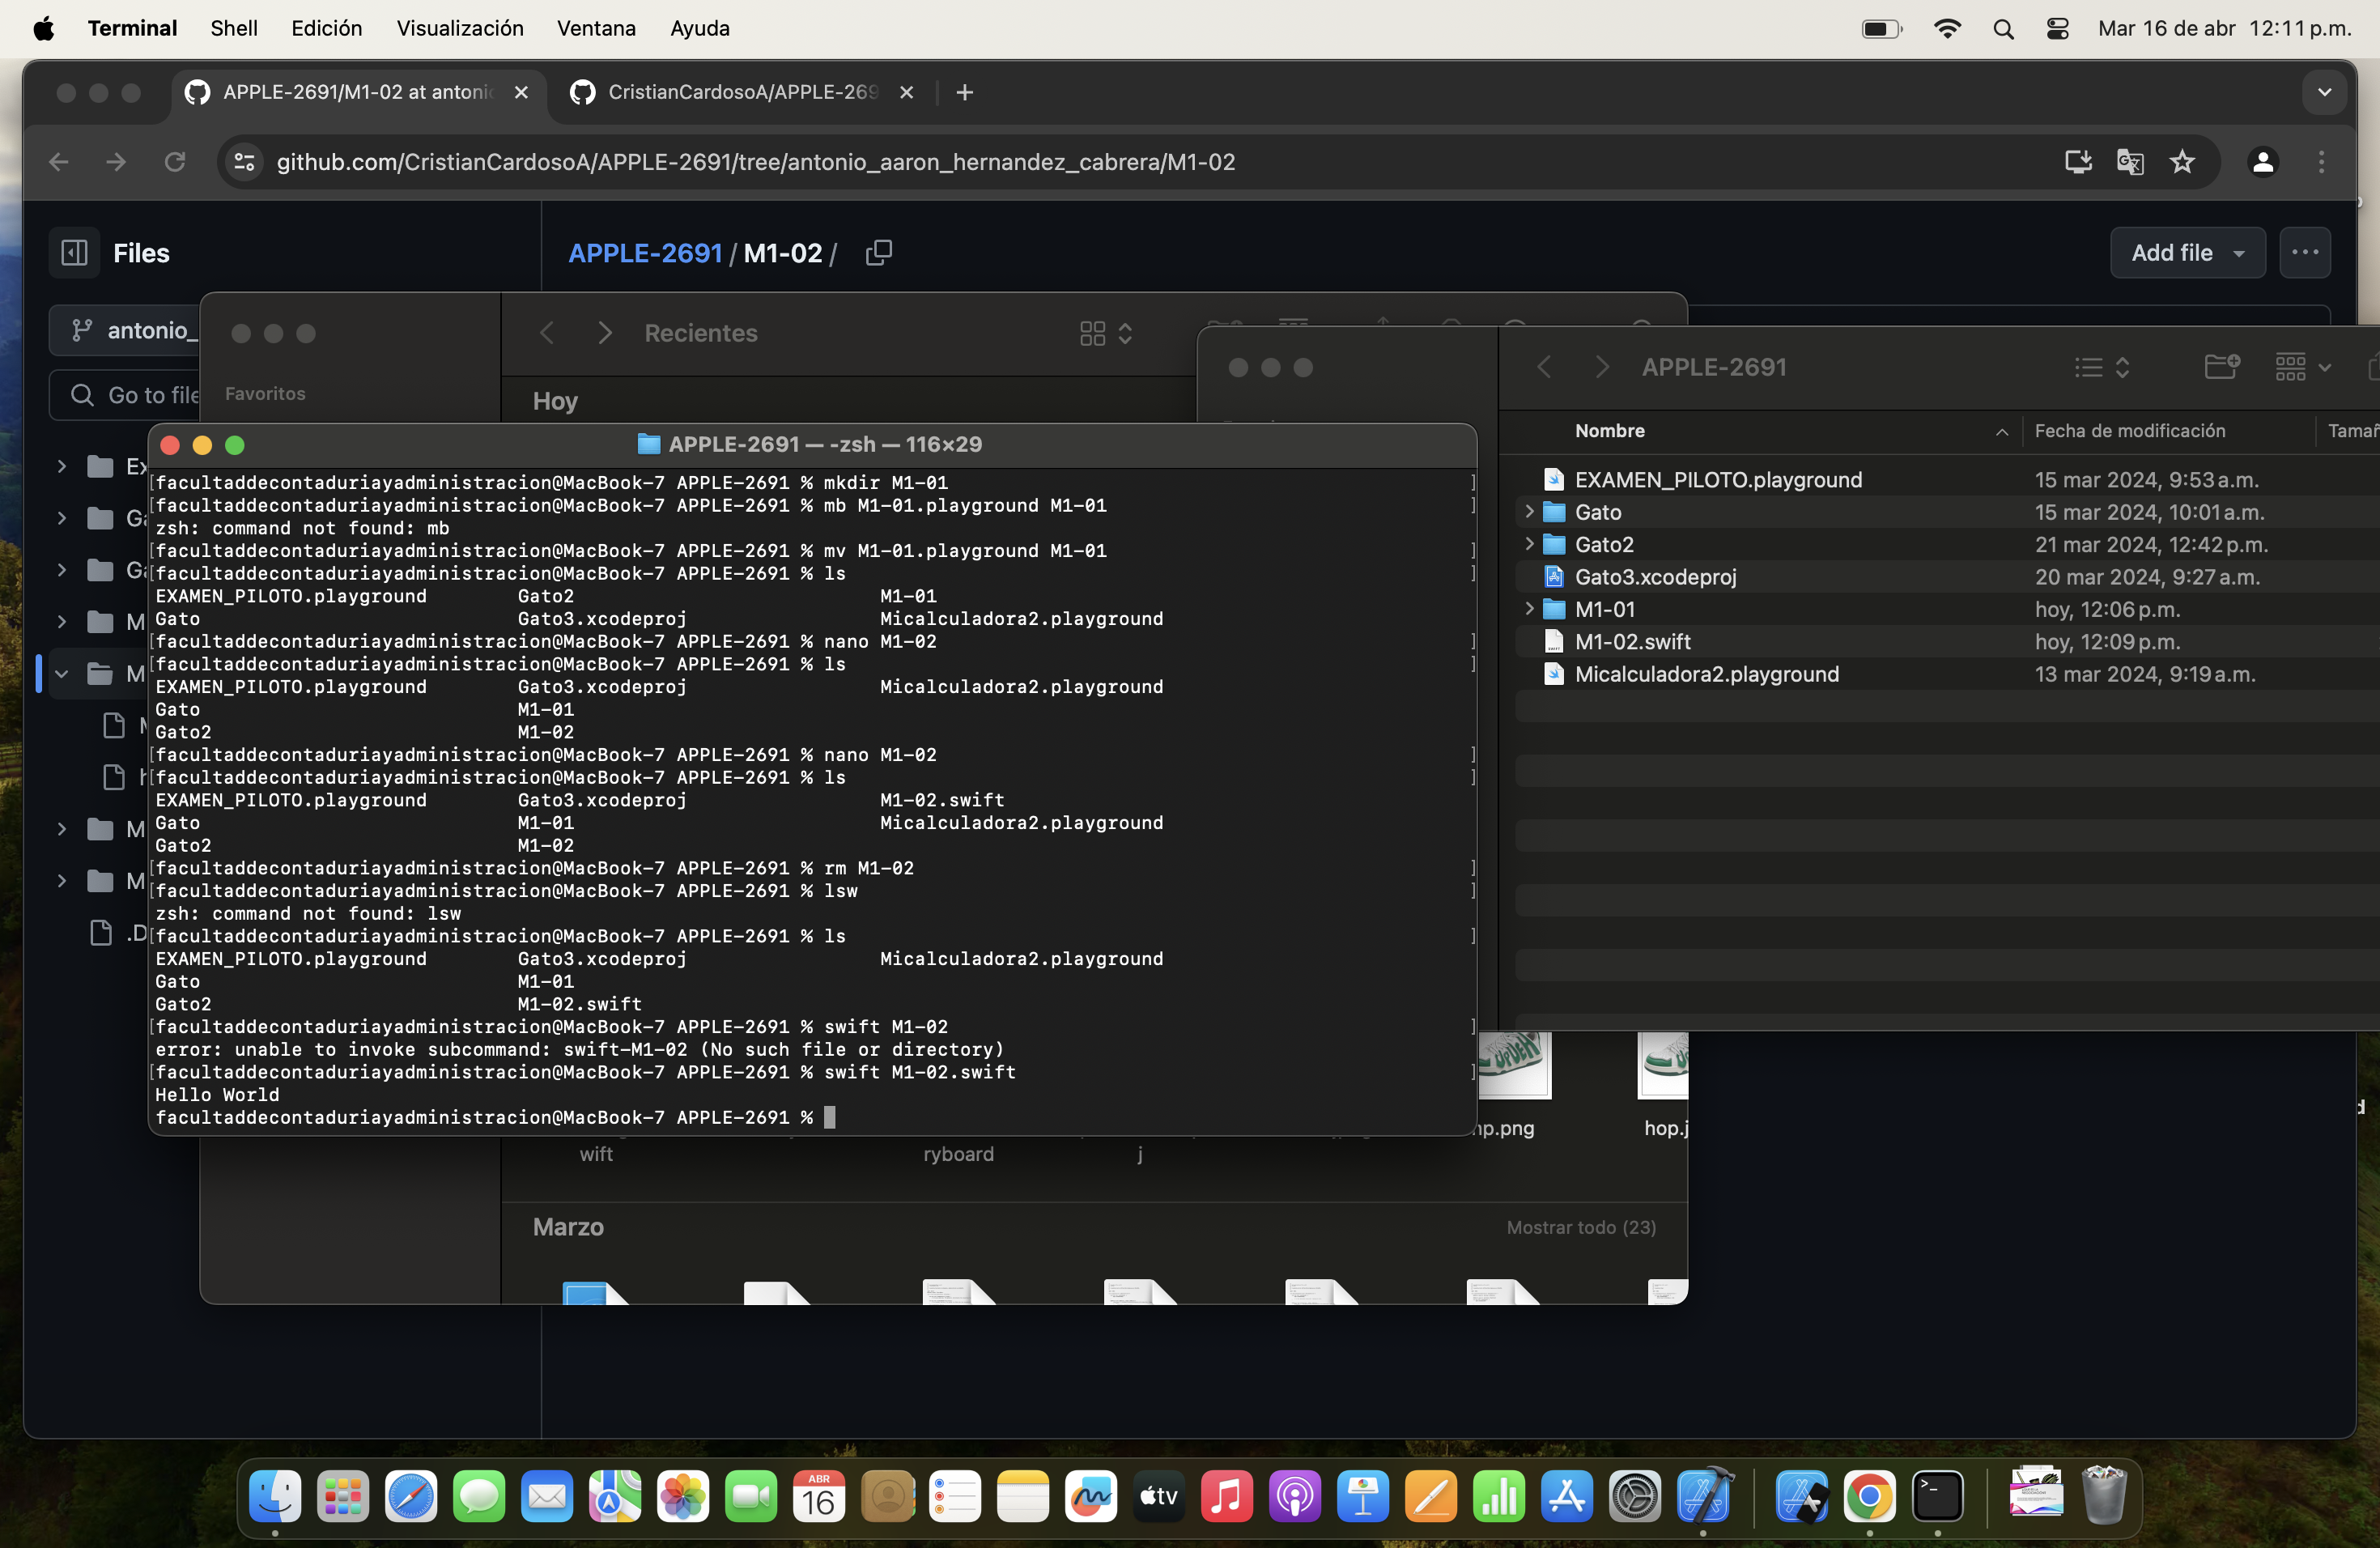 Terminal Shell Edición Visualización Ventana Ayuda
Mar 16 de abr 12:11 p.m.
APPLE-2691/M1-02 at antonio
CristianCardosoA/APPLE-269
github.com/CristianCardosoA/APPLE-2691/tree/antonio_aaron_hernandez_cabrera/M1-02
Files
APPLE-2691 / M1-02 /
Add file
antonio_
Go to file
Recientes
Favoritos
Hoy
APPLE-2691 — -zsh — 116×29
[facultaddecontaduriayadministracion@MacBook-7 APPLE-2691 % mkdir M1-01 ]
[facultaddecontaduriayadministracion@MacBook-7 APPLE-2691 % mb M1-01.playground M1-01 ]
zsh: command not found: mb
[facultaddecontaduriayadministracion@MacBook-7 APPLE-2691 % mv M1-01.playground M1-01 ]
[facultaddecontaduriayadministracion@MacBook-7 APPLE-2691 % ls ]
EXAMEN_PILOTO.playground Gato2 M1-01
Gato Gato3.xcodeproj Micalculadora2.playground
[facultaddecontaduriayadministracion@MacBook-7 APPLE-2691 % nano M1-02 ]
[facultaddecontaduriayadministracion@MacBook-7 APPLE-2691 % ls ]
EXAMEN_PILOTO.playground Gato3.xcodeproj Micalculadora2.playground
Gato M1-01
Gato2 M1-02
[facultaddecontaduriayadministracion@MacBook-7 APPLE-2691 % nano M1-02 ]
[facultaddecontaduriayadministracion@MacBook-7 APPLE-2691 % ls ]
EXAMEN_PILOTO.playground Gato3.xcodeproj M1-02.swift
Gato M1-01 Micalculadora2.playground
Gato2 M1-02
[facultaddecontaduriayadministracion@MacBook-7 APPLE-2691 % rm M1-02 ]
[facultaddecontaduriayadministracion@MacBook-7 APPLE-2691 % lsw ]
zsh: command not found: lsw
[facultaddecontaduriayadministracion@MacBook-7 APPLE-2691 % ls ]
EXAMEN_PILOTO.playground Gato3.xcodeproj Micalculadora2.playground
Gato M1-01
Gato2 M1-02.swift
[facultaddecontaduriayadministracion@MacBook-7 APPLE-2691 % swift M1-02 ]
error: unable to invoke subcommand: swift-M1-02 (No such file or directory)
[facultaddecontaduriayadministracion@MacBook-7 APPLE-2691 % swift M1-02.swift ]
Hello World
facultaddecontaduriayadministracion@MacBook-7 APPLE-2691 %
APPLE-2691
Nombre Fecha de modificación Tamañ
EXAMEN_PILOTO.playground 15 mar 2024, 9:53 a.m.
Gato 15 mar 2024, 10:01 a.m.
Gato2 21 mar 2024, 12:42 p.m.
Gato3.xcodeproj 20 mar 2024, 9:27 a.m.
M1-01 hoy, 12:06 p.m.
M1-02.swift hoy, 12:09 p.m.
Micalculadora2.playground 13 mar 2024, 9:19 a.m.
wift
ryboard
j
hp.png
hop.j
Marzo
Mostrar todo (23)
ABR
16
tv